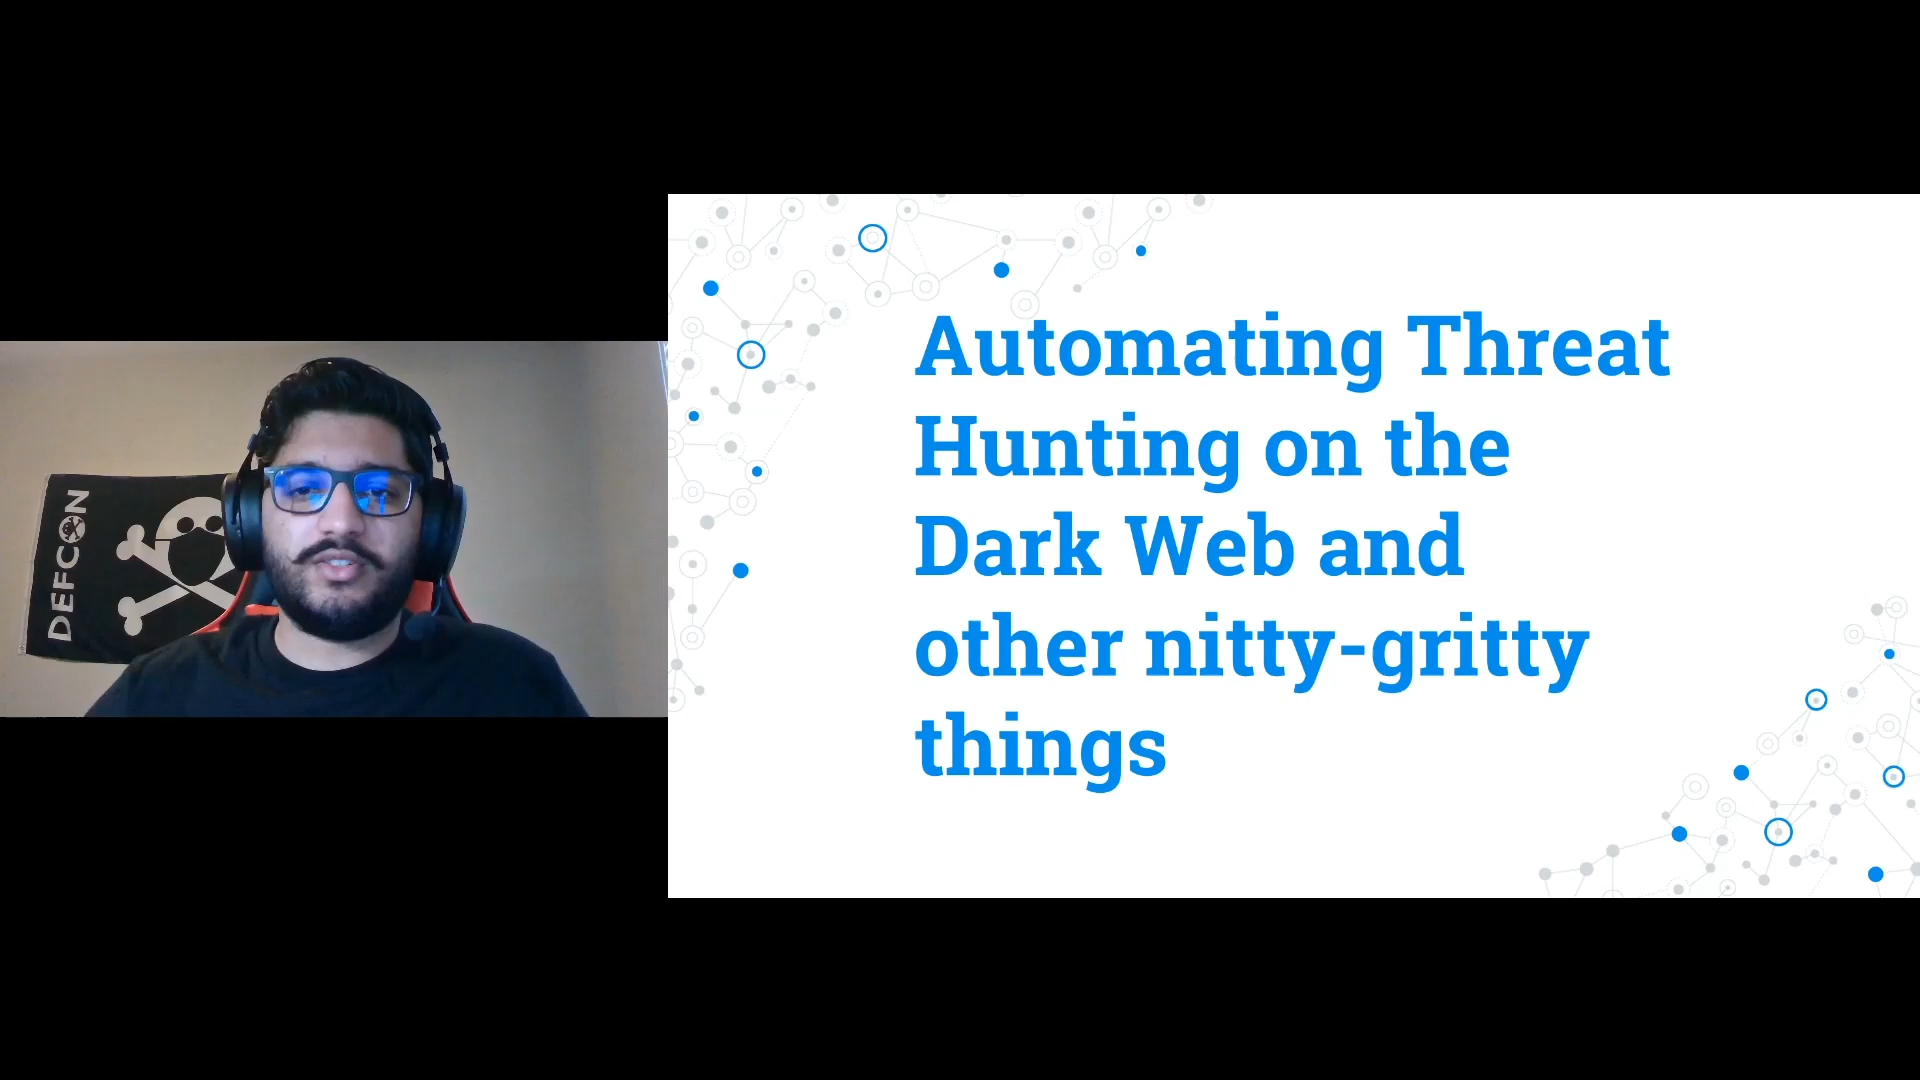 DEFCON
Automating Threat
Hunting on the
Dark Web and
other nitty-gritty
things